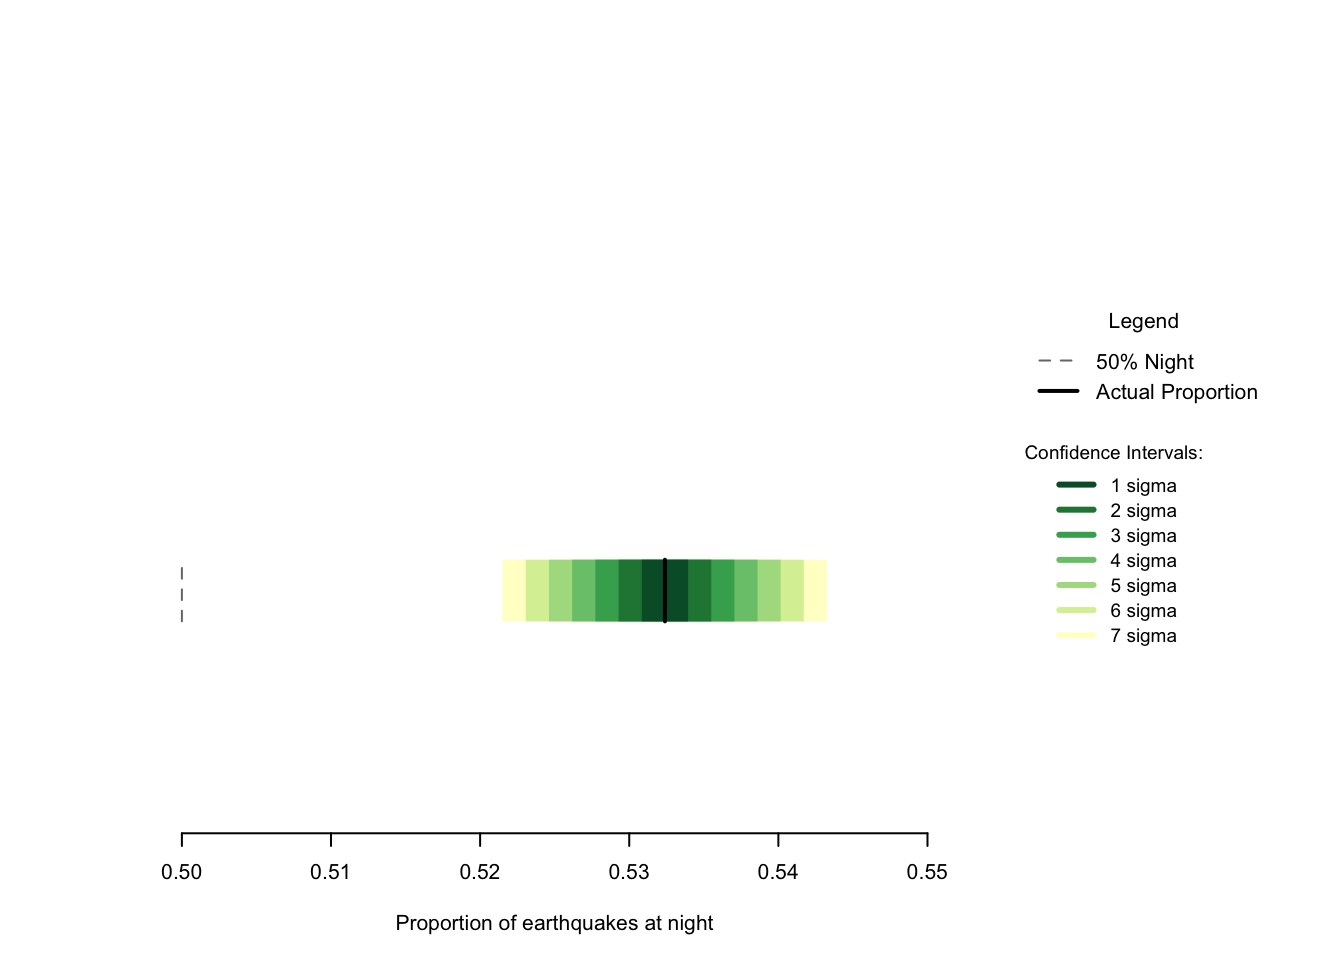 Legend
50% Night
Actual Proportion
Confidence Intervals:
1 sigma
2 sigma
3 sigma
4 sigma
5 sigma
6 sigma
7 sigma
0.50 0.51 0.52 0.53 0.54 0.55
Proportion of earthquakes at night